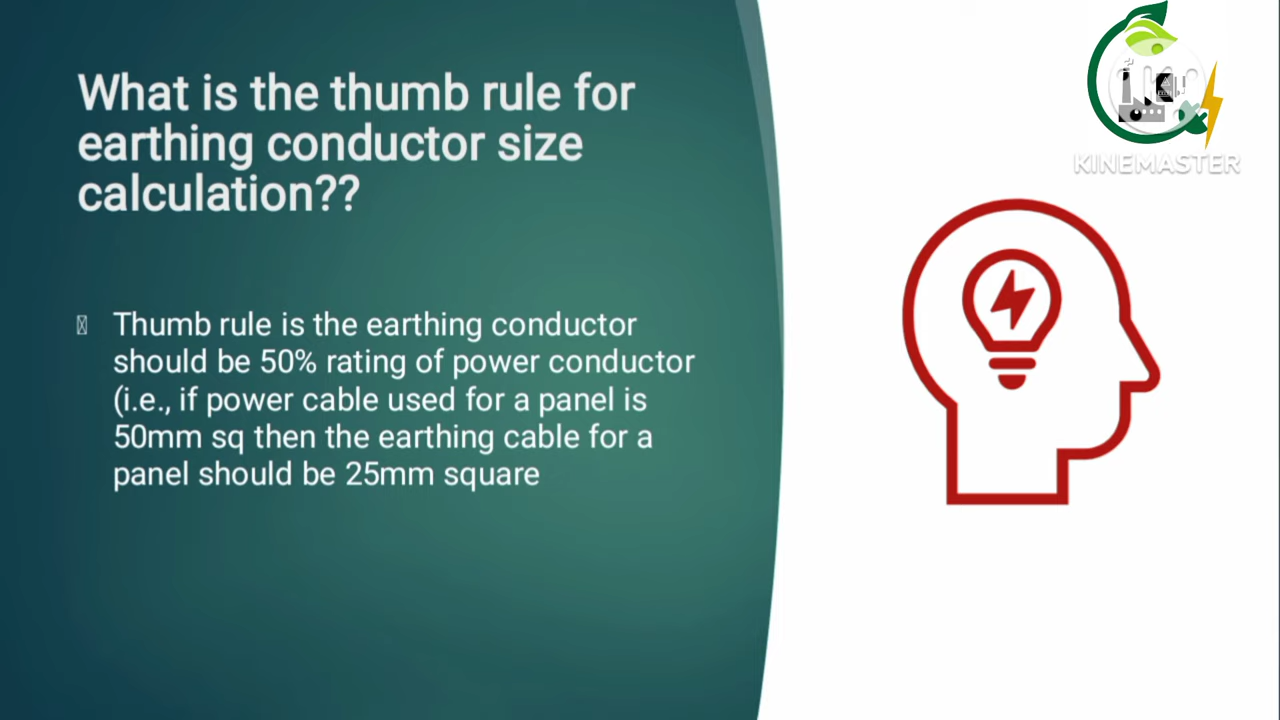 What is the thumb rule for
earthing conductor size
calculation??
Thumb rule is the earthing conductor
should be 50% rating of power conductor
(i.e., if power cable used for a panel is
50mm sq then the earthing cable for a
panel should be 25mm square
KINEMASTER